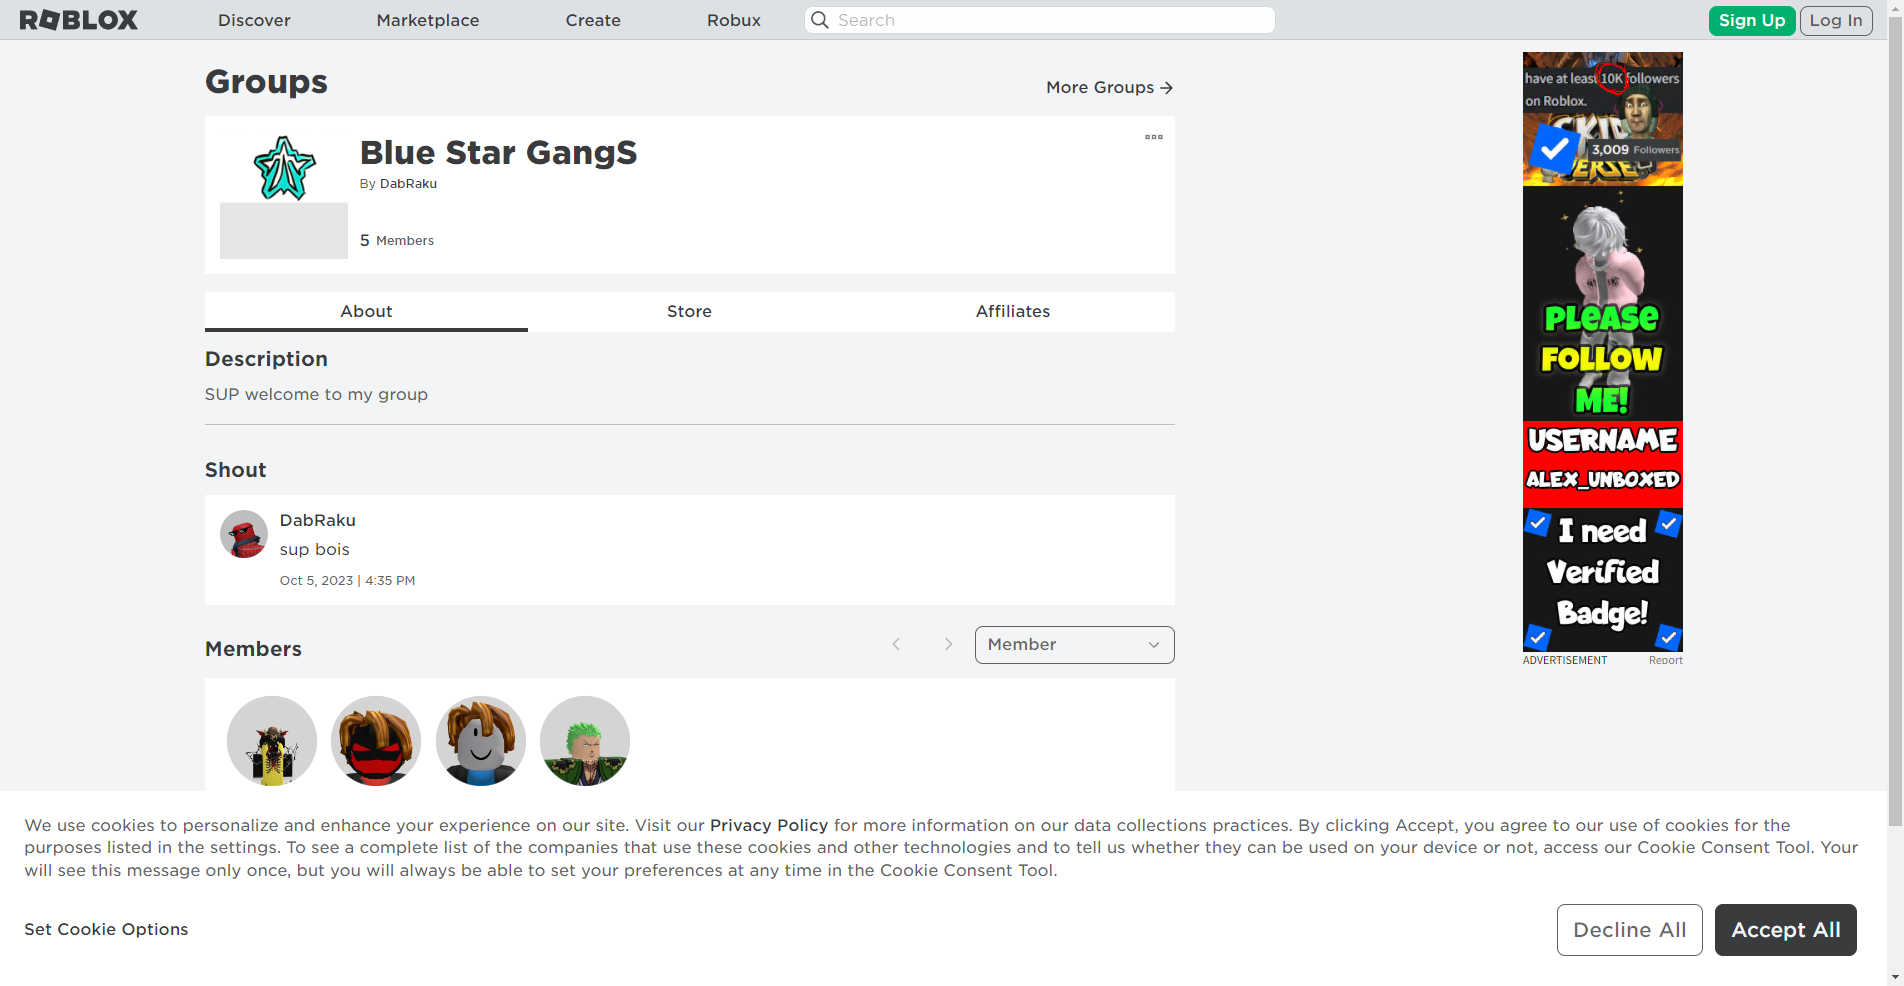 ROBLOX
Discover
Marketplace
Create
Robux
Search
Sign Up
Log In
Groups
More Groups
Blue Star GangS
By DabRaku
5 Members
About
Store
Affiliates
Description
SUP welcome to my group
Shout
DabRaku
sup bois
Oct 5, 2023 | 4:35 PM
Members
Member
have at least 10K followers
on Roblox.
3,009 Followers
PLEASE
FOLLOW
ME!
USERNAME
ALEX_UNBOXED
I need
Verified
Badge!
ADVERTISEMENT
Report
We use cookies to personalize and enhance your experience on our site. Visit our Privacy Policy for more information on our data collections practices. By clicking Accept, you agree to our use of cookies for the
purposes listed in the settings. To see a complete list of the companies that use these cookies and other technologies and to tell us whether they can be used on your device or not, access our Cookie Consent Tool. Your
will see this message only once, but you will always be able to set your preferences at any time in the Cookie Consent Tool.
Set Cookie Options
Decline All
Accept All